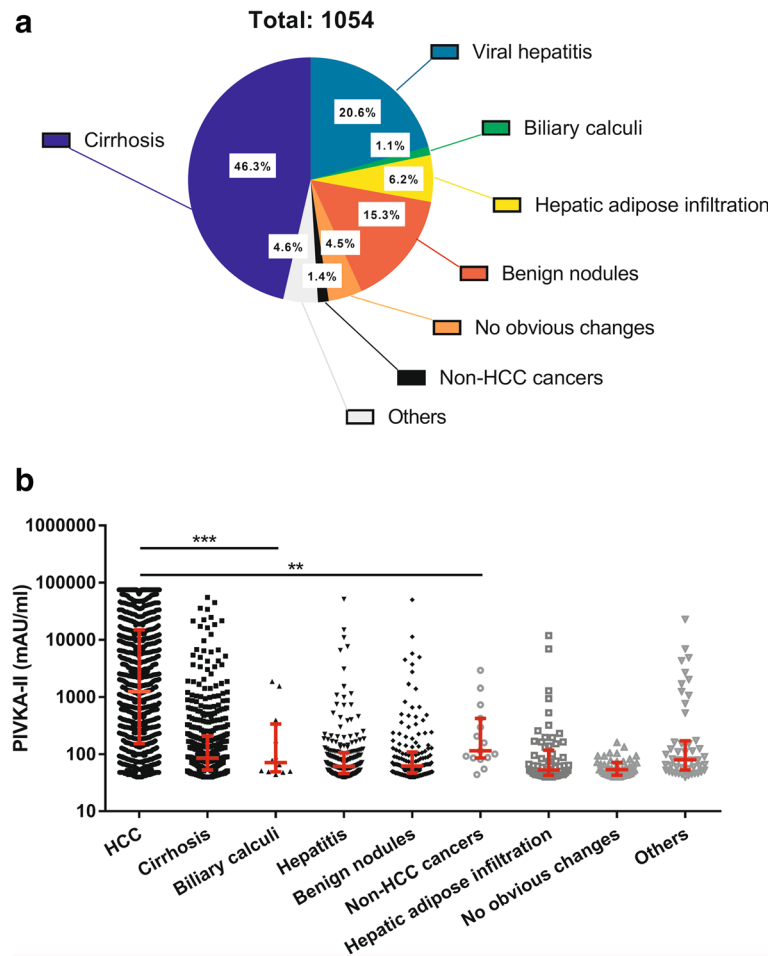 a
Total: 1054
Viral hepatitis
20.6%
Biliary calculi
1.1%
Cirrhosis
46.3%
6.2%
Hepatic adipose infiltration
15.3%
4.6%
4.5%
1.4%
Benign nodules
No obvious changes
Non-HCC cancers
Others
b
PIVKA-II (mAU/ml)
1000000
100000
10000
1000
100
10
***
**
HCC
Cirrhosis
Biliary calculi
Hepatitis
Benign nodules
Non-HCC cancers
Hepatic adipose infiltration
No obvious changes
Others